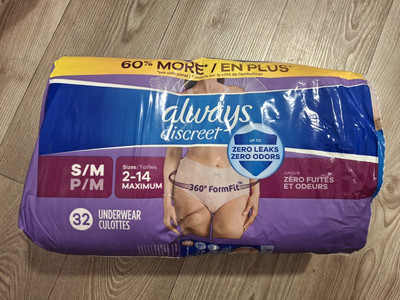 60% MORE* / EN PLUS*
always
discreet
UP TO
ZERO LEAKS
ZERO ODORS
S/M
P/M
Sizes/Tailles
2-14
MAXIMUM
360° FormFit
JUSQU'À
ZÉRO FUITES
ET ODEURS
32 UNDERWEAR
CULOTTES